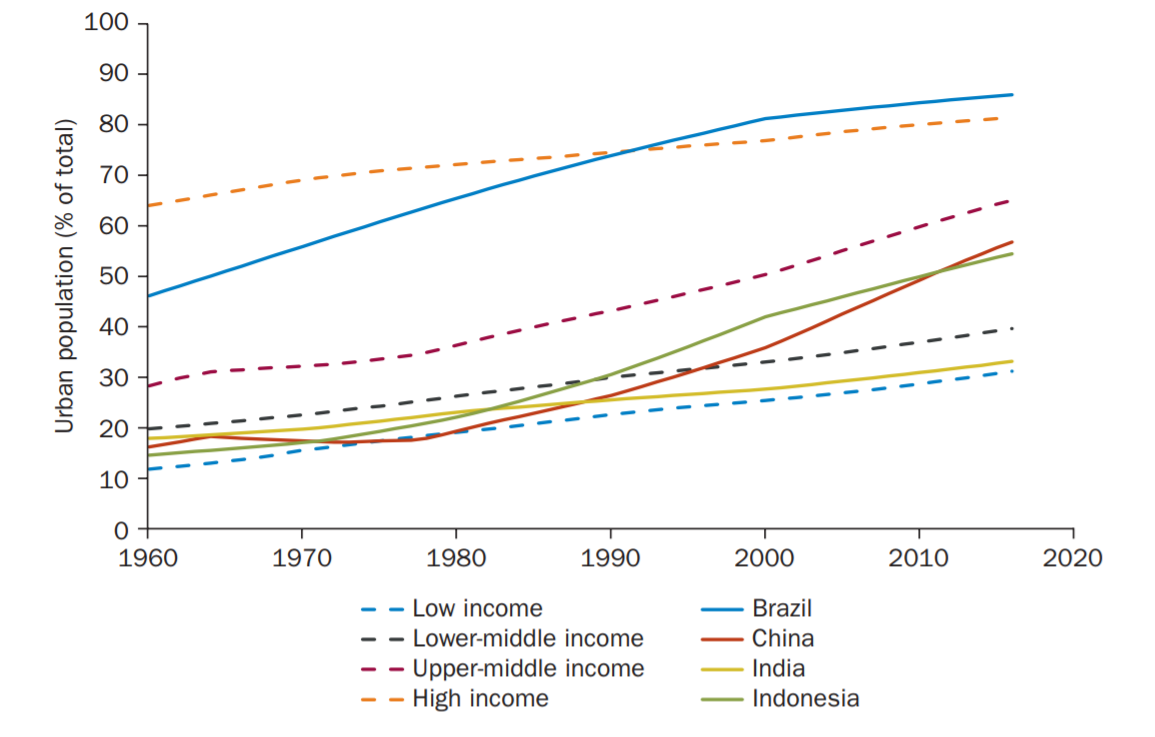 Urban population (% of total)
100
90
80
70
60
50
40
30
20
10
0
1960 1970 1980 1990 2000 2010 2020
Low income
Lower-middle income
Upper-middle income
High income
Brazil
China
India
Indonesia